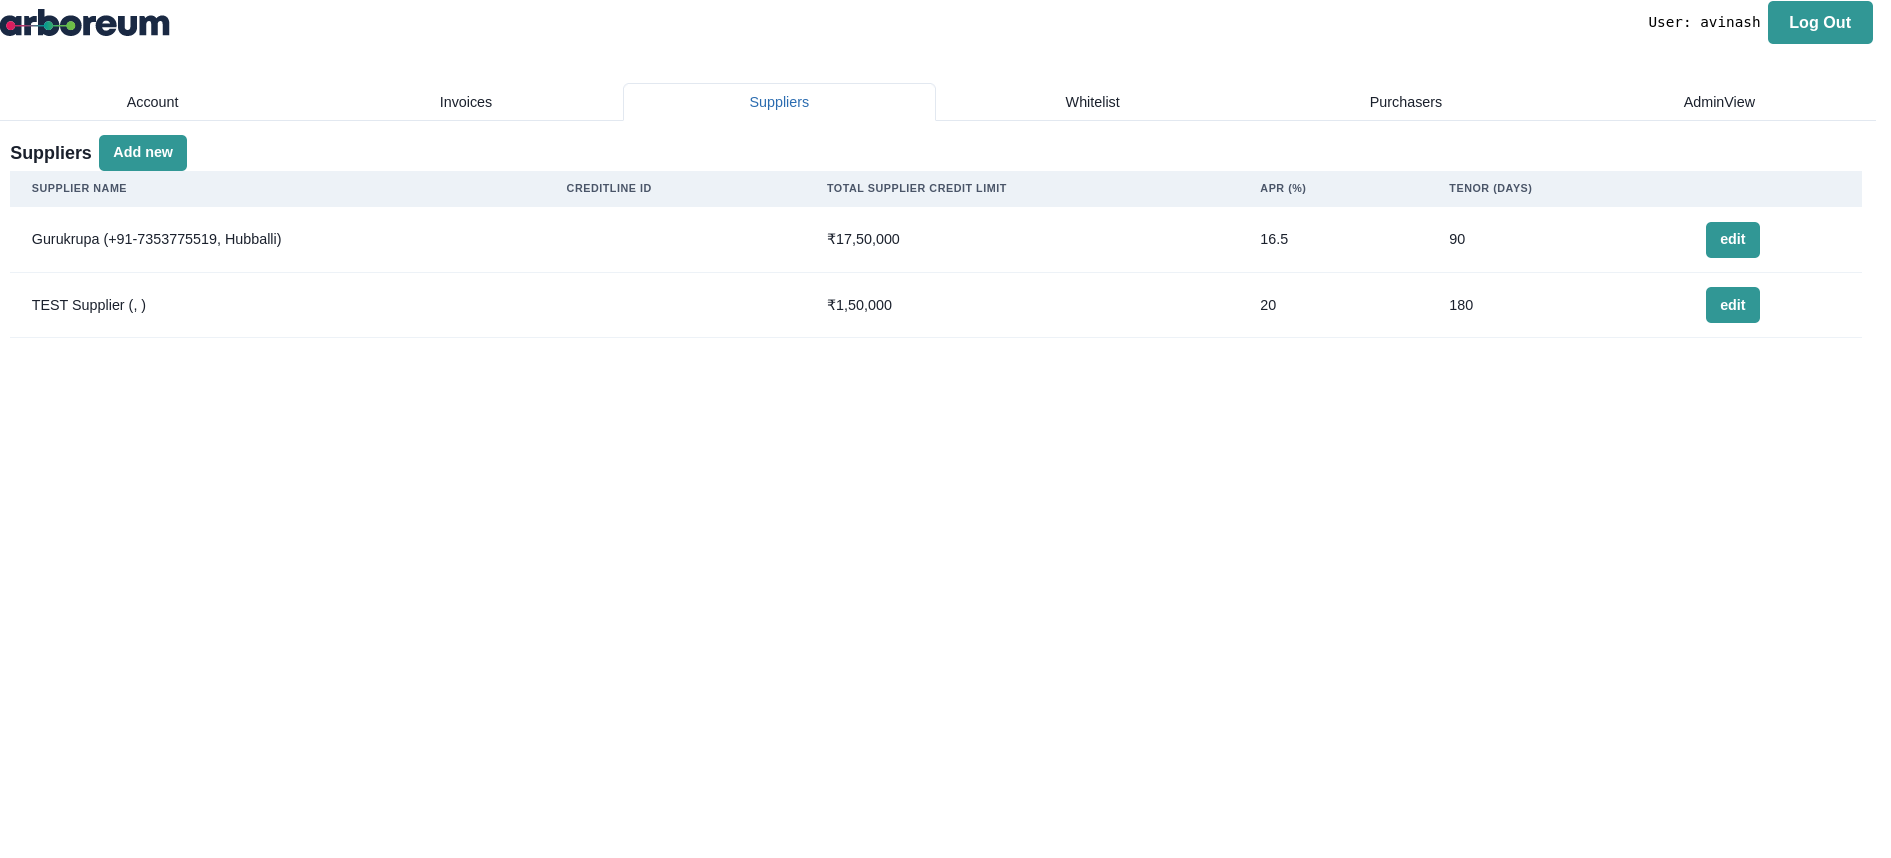 arboreum
User: avinash Log Out
Account Invoices Suppliers Whitelist Purchasers AdminView
Suppliers Add new
SUPPLIER NAME CREDITLINE ID TOTAL SUPPLIER CREDIT LIMIT APR (%) TENOR (DAYS)
Gurukrupa (+91-7353775519, Hubballi) ₹17,50,000 16.5 90 edit
TEST Supplier (, ) ₹1,50,000 20 180 edit